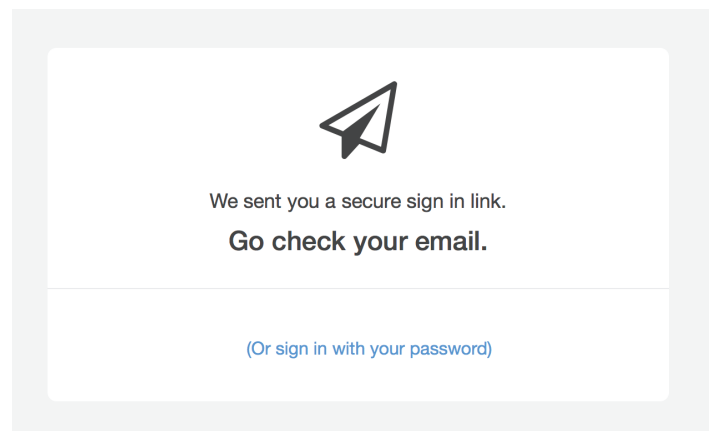 We sent you a secure sign in link.
Go check your email.
(Or sign in with your password)